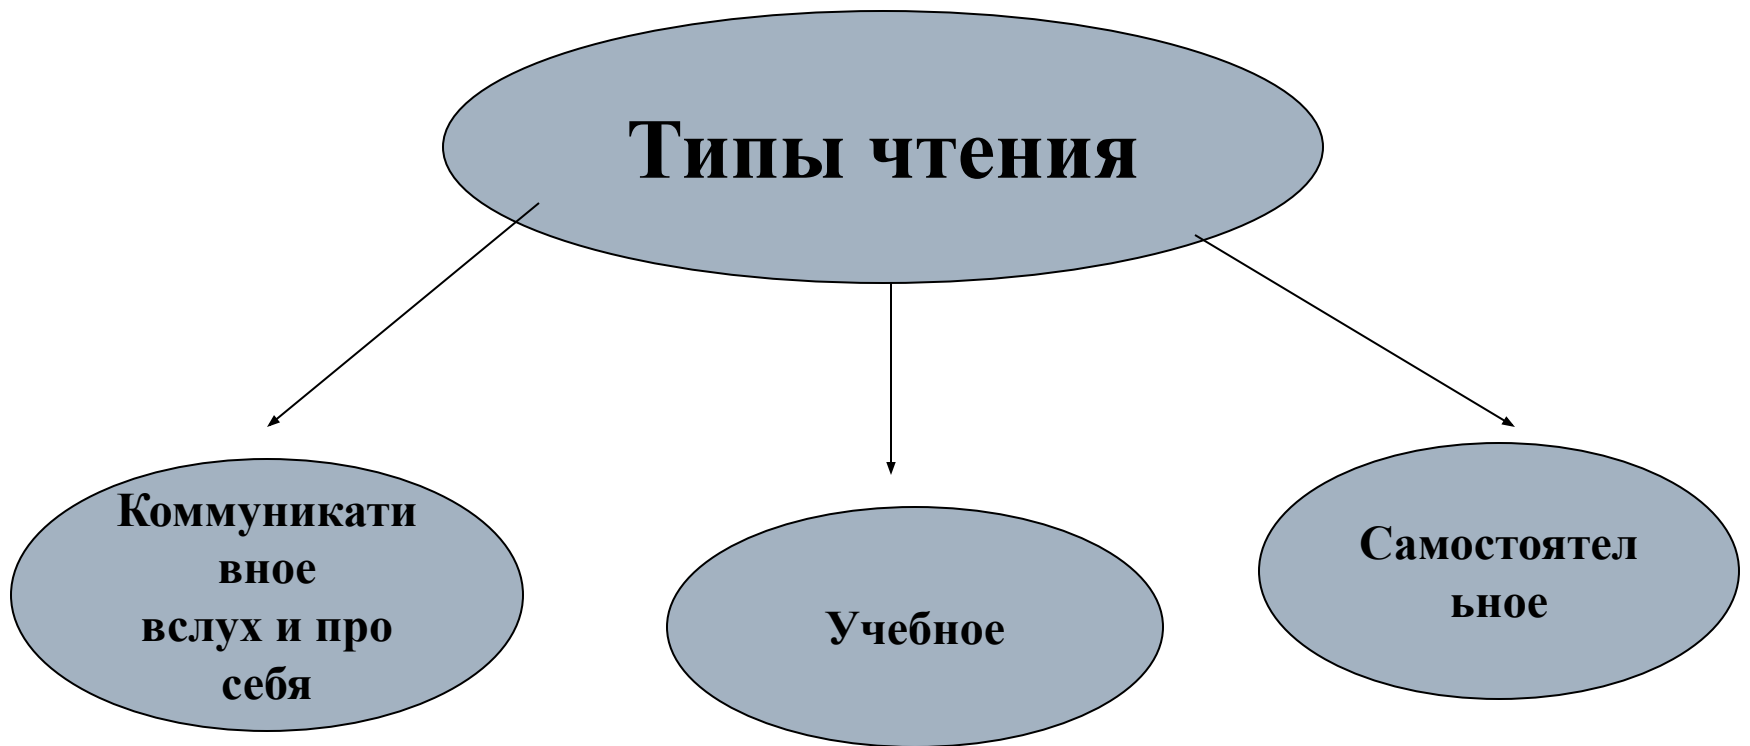 Типы чтения
Коммуникати
вное
вслух и про
себя
Учебное
Самостоятел
ьное